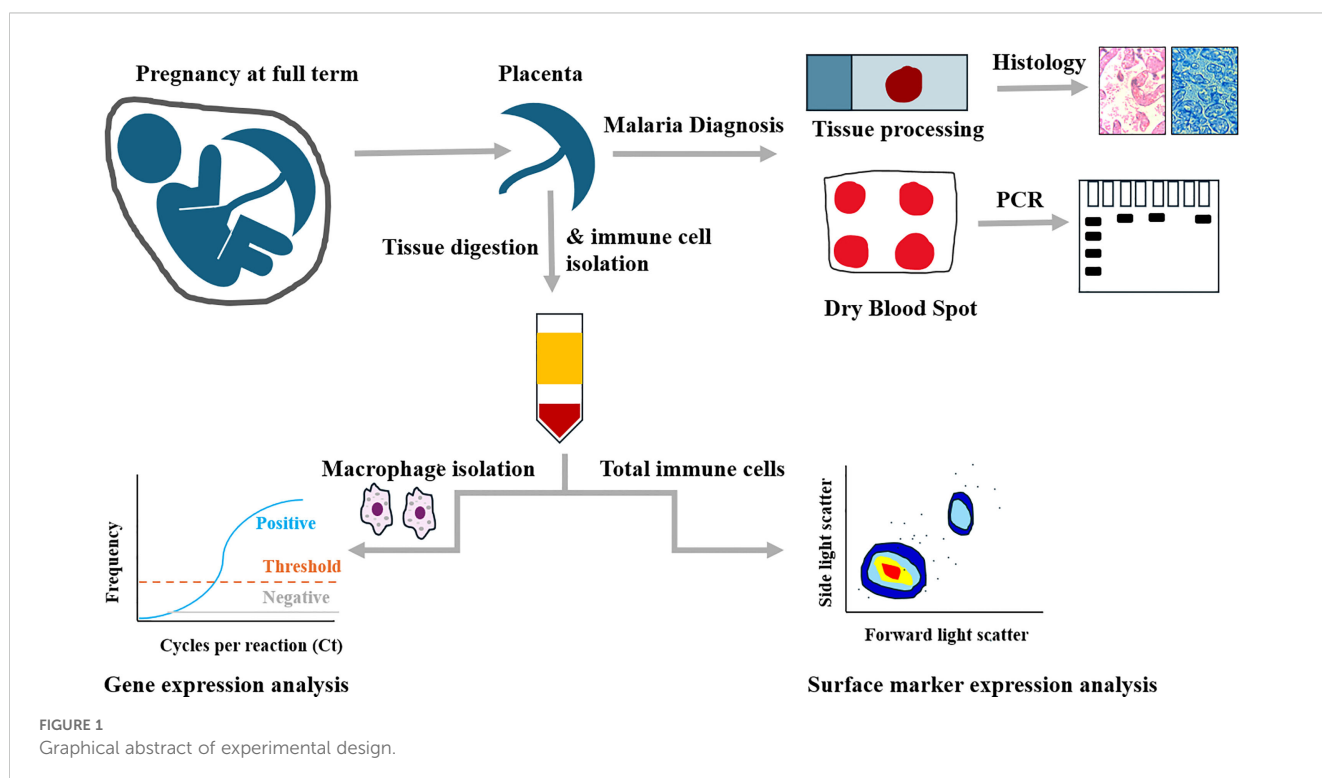 Pregnancy at full term
Placenta
Malaria Diagnosis
Tissue processing
Histology
Dry Blood Spot
PCR
Tissue digestion
& immune cell
isolation
Macrophage isolation
Total immune cells
Frequency
Positive
Threshold
Negative
Cycles per reaction (Ct)
Gene expression analysis
Side light scatter
Forward light scatter
Surface marker expression analysis
FIGURE 1
Graphical abstract of experimental design.